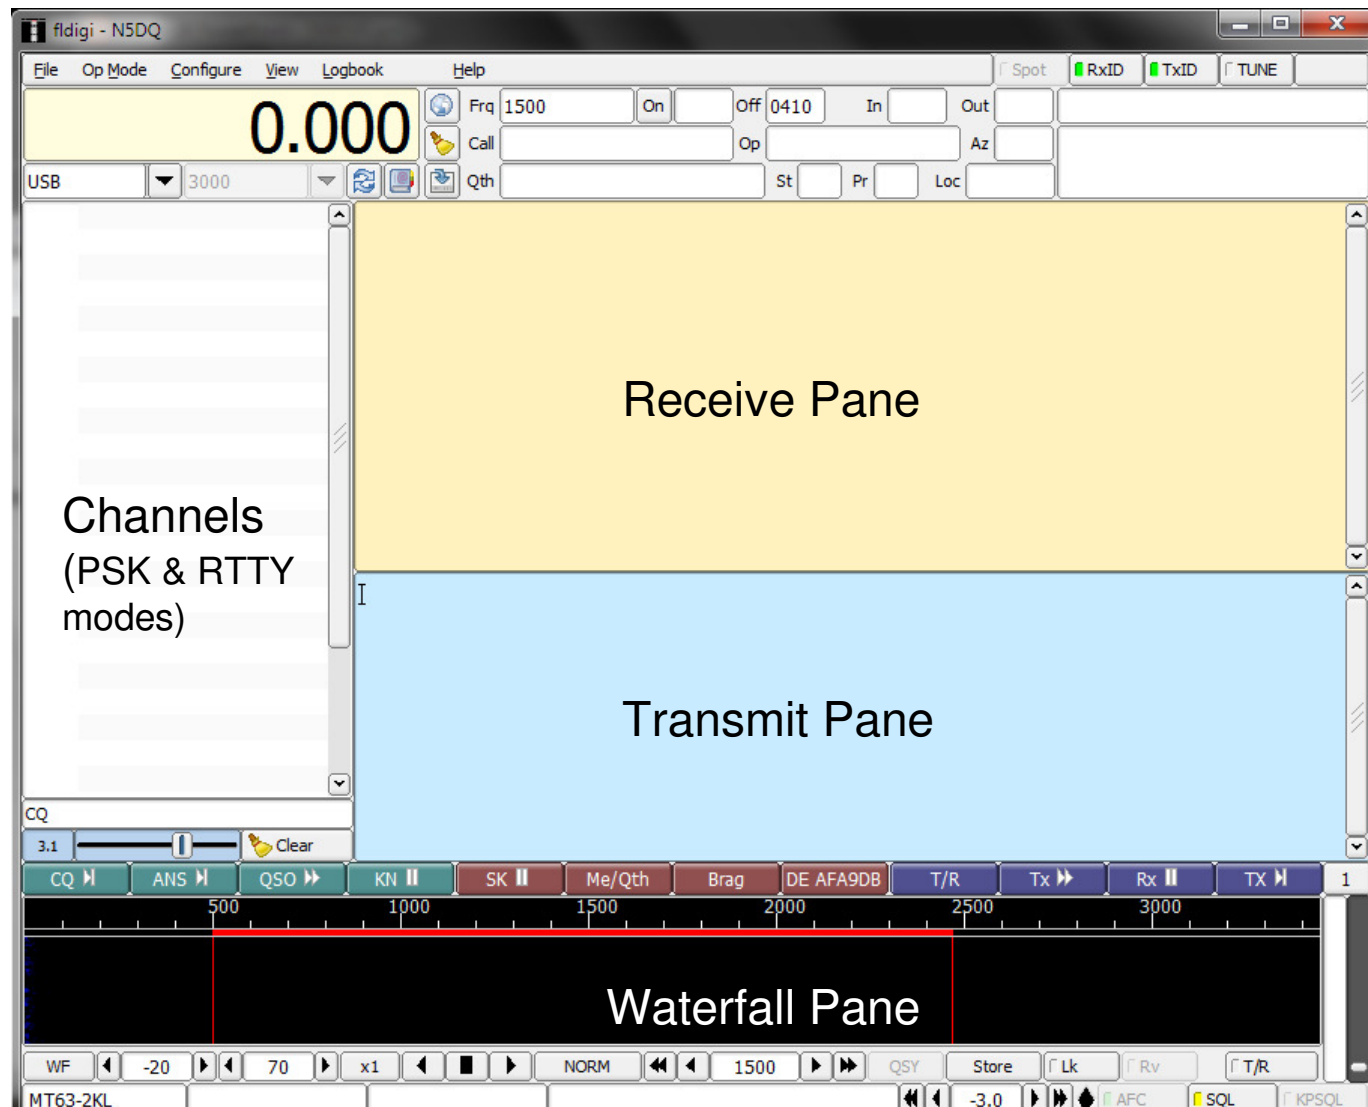 fldigi - N5DQ
File Op Mode Configure View Logbook Help Spot RxID TxID TUNE
0.000 Frq 1500 On Off 0410 In Out
Call Op Az
USB 3000 Qth St Pr Loc
Receive Pane
Channels
(PSK & RTTY
modes)
Transmit Pane
CQ
3.1 Clear
CQ ANS QSO KN SK Me/Qth Brag DE AFA9DB T/R Tx Rx TX 1
500 1000 1500 2000 2500 3000
Waterfall Pane
WF -20 70 x1 NORM 1500 QSY Store Lk Rv T/R
MT63-2KL -3.0 AFC SQL KPSQL